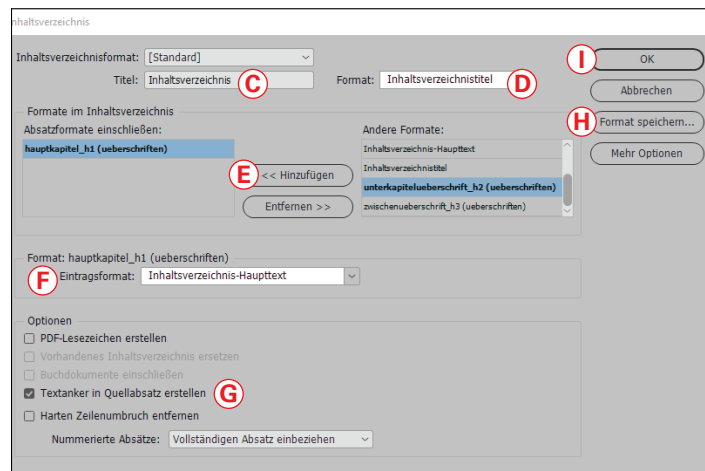 nhaltsverzeichnis
Inhaltsverzeichnisformat: [Standard]
Titel: Inhaltsverzeichnis C Format: Inhaltsverzeichnistitel D
I OK
Abbrechen
H Format speichern...
Mehr Optionen
Formate im Inhaltsverzeichnis
Absatzformate einschließen:
hauptkapitel_h1 (ueberschriften)
E << Hinzufügen
Entfernen >>
Andere Formate:
Inhaltsverzeichnis-Haupttext
Inhaltsverzeichnistitel
unterkapitelueberschrift_h2 (ueberschriften)
zwischenueberschrift_h3 (ueberschriften)
Format: hauptkapitel_h1 (ueberschriften)
F Eintragsformat: Inhaltsverzeichnis-Haupttext
Optionen
PDF-Lesezeichen erstellen
Vorhandenes Inhaltsverzeichnis ersetzen
Buchdokumente einschließen
Textanker in Quellabsatz erstellen G
Harten Zeilenumbruch entfernen
Nummerierte Absätze: Vollständigen Absatz einbeziehen